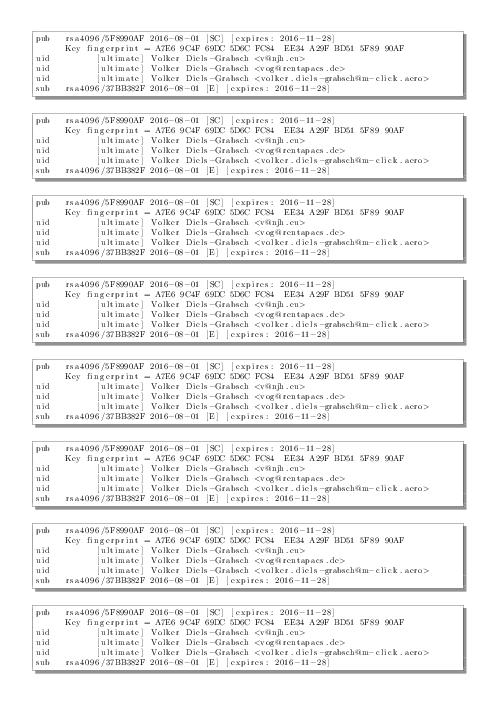 pub rsa4096/5F8990AF 2016-08-01 [SC] [expires: 2016-11-28]
Key fingerprint = A7E6 9C4F 69DC 5D6C FC84 EE34 A29F BD51 5F89 90AF
uid [ultimate] Volker Diels-Grabsch <v@njh.eu>
uid [ultimate] Volker Diels-Grabsch <vog@rentapacs.de>
uid [ultimate] Volker Diels-Grabsch <volker.diels-grabsch@m-click.aero>
sub rsa4096/37BB382F 2016-08-01 [E] [expires: 2016-11-28]
pub rsa4096/5F8990AF 2016-08-01 [SC] [expires: 2016-11-28]
Key fingerprint = A7E6 9C4F 69DC 5D6C FC84 EE34 A29F BD51 5F89 90AF
uid [ultimate] Volker Diels-Grabsch <v@njh.eu>
uid [ultimate] Volker Diels-Grabsch <vog@rentapacs.de>
uid [ultimate] Volker Diels-Grabsch <volker.diels-grabsch@m-click.aero>
sub rsa4096/37BB382F 2016-08-01 [E] [expires: 2016-11-28]
pub rsa4096/5F8990AF 2016-08-01 [SC] [expires: 2016-11-28]
Key fingerprint = A7E6 9C4F 69DC 5D6C FC84 EE34 A29F BD51 5F89 90AF
uid [ultimate] Volker Diels-Grabsch <v@njh.eu>
uid [ultimate] Volker Diels-Grabsch <vog@rentapacs.de>
uid [ultimate] Volker Diels-Grabsch <volker.diels-grabsch@m-click.aero>
sub rsa4096/37BB382F 2016-08-01 [E] [expires: 2016-11-28]
pub rsa4096/5F8990AF 2016-08-01 [SC] [expires: 2016-11-28]
Key fingerprint = A7E6 9C4F 69DC 5D6C FC84 EE34 A29F BD51 5F89 90AF
uid [ultimate] Volker Diels-Grabsch <v@njh.eu>
uid [ultimate] Volker Diels-Grabsch <vog@rentapacs.de>
uid [ultimate] Volker Diels-Grabsch <volker.diels-grabsch@m-click.aero>
sub rsa4096/37BB382F 2016-08-01 [E] [expires: 2016-11-28]
pub rsa4096/5F8990AF 2016-08-01 [SC] [expires: 2016-11-28]
Key fingerprint = A7E6 9C4F 69DC 5D6C FC84 EE34 A29F BD51 5F89 90AF
uid [ultimate] Volker Diels-Grabsch <v@njh.eu>
uid [ultimate] Volker Diels-Grabsch <vog@rentapacs.de>
uid [ultimate] Volker Diels-Grabsch <volker.diels-grabsch@m-click.aero>
sub rsa4096/37BB382F 2016-08-01 [E] [expires: 2016-11-28]
pub rsa4096/5F8990AF 2016-08-01 [SC] [expires: 2016-11-28]
Key fingerprint = A7E6 9C4F 69DC 5D6C FC84 EE34 A29F BD51 5F89 90AF
uid [ultimate] Volker Diels-Grabsch <v@njh.eu>
uid [ultimate] Volker Diels-Grabsch <vog@rentapacs.de>
uid [ultimate] Volker Diels-Grabsch <volker.diels-grabsch@m-click.aero>
sub rsa4096/37BB382F 2016-08-01 [E] [expires: 2016-11-28]
pub rsa4096/5F8990AF 2016-08-01 [SC] [expires: 2016-11-28]
Key fingerprint = A7E6 9C4F 69DC 5D6C FC84 EE34 A29F BD51 5F89 90AF
uid [ultimate] Volker Diels-Grabsch <v@njh.eu>
uid [ultimate] Volker Diels-Grabsch <vog@rentapacs.de>
uid [ultimate] Volker Diels-Grabsch <volker.diels-grabsch@m-click.aero>
sub rsa4096/37BB382F 2016-08-01 [E] [expires: 2016-11-28]
pub rsa4096/5F8990AF 2016-08-01 [SC] [expires: 2016-11-28]
Key fingerprint = A7E6 9C4F 69DC 5D6C FC84 EE34 A29F BD51 5F89 90AF
uid [ultimate] Volker Diels-Grabsch <v@njh.eu>
uid [ultimate] Volker Diels-Grabsch <vog@rentapacs.de>
uid [ultimate] Volker Diels-Grabsch <volker.diels-grabsch@m-click.aero>
sub rsa4096/37BB382F 2016-08-01 [E] [expires: 2016-11-28]